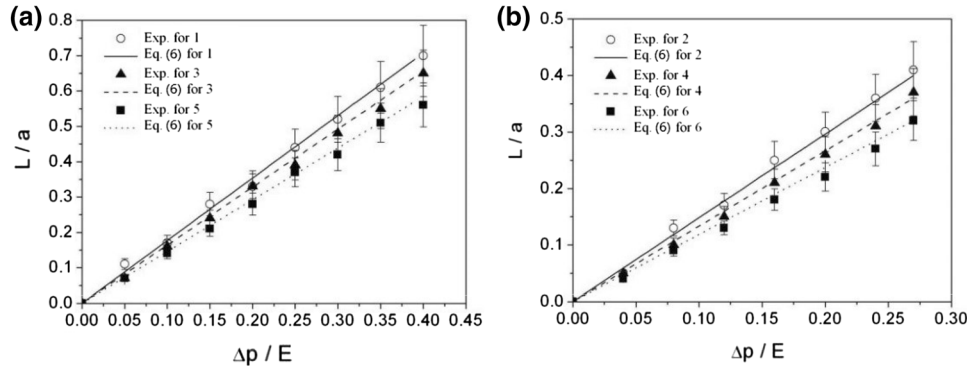 (a)
0.8
0.7
0.6
0.5
0.4
0.3
0.2
0.1
0.0
L / a
Exp. for 1
Eq. (6) for 1
Exp. for 3
Eq. (6) for 3
Exp. for 5
Eq. (6) for 5
0.00 0.05 0.10 0.15 0.20 0.25 0.30 0.35 0.40 0.45
Δp / E
(b)
0.5
0.4
0.3
0.2
0.1
0.0
L / a
Exp. for 2
Eq. (6) for 2
Exp. for 4
Eq. (6) for 4
Exp. for 6
Eq. (6) for 6
0.00 0.05 0.10 0.15 0.20 0.25 0.30
Δp / E